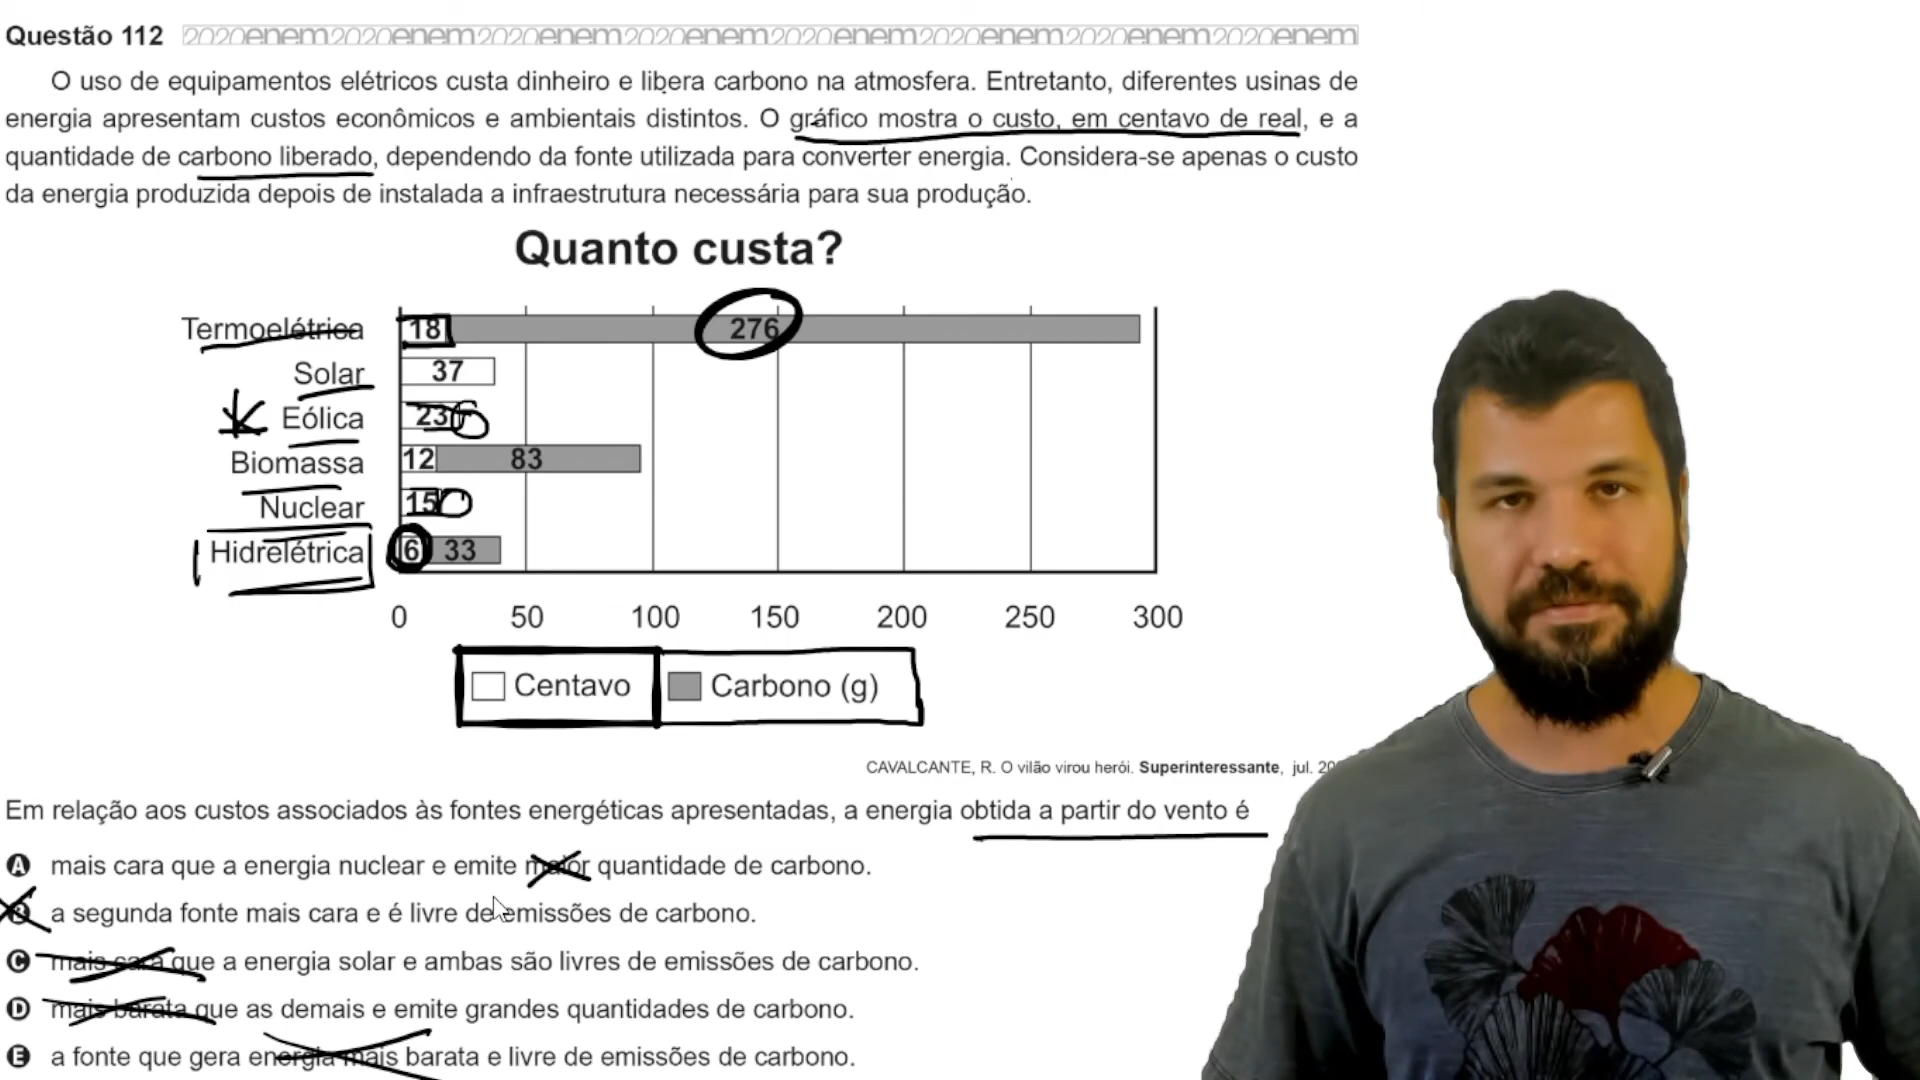 Questão 112 2020enem2020enem2020enem2020enem2020enem2020enem2020enem2020enem
O uso de equipamentos elétricos custa dinheiro e libera carbono na atmosfera. Entretanto, diferentes usinas de
energia apresentam custos econômicos e ambientais distintos. O gráfico mostra o custo, em centavo de real, e a
quantidade de carbono liberado, dependendo da fonte utilizada para converter energia. Considera-se apenas o custo
da energia produzida depois de instalada a infraestrutura necessária para sua produção.
Quanto custa?
Termoelétrica 18 276
Solar 37
Eólica 23
Biomassa 12 83
Nuclear 15
Hidrelétrica 6 33
0 50 100 150 200 250 300
Centavo Carbono (g)
CAVALCANTE, R. O vilão virou herói. Superinteressante, jul.
Em relação aos custos associados às fontes energéticas apresentadas, a energia obtida a partir do vento é
A mais cara que a energia nuclear e emite maior quantidade de carbono.
B a segunda fonte mais cara e é livre de emissões de carbono.
C mais cara que a energia solar e ambas são livres de emissões de carbono.
D mais barata que as demais e emite grandes quantidades de carbono.
E a fonte que gera energia mais barata e livre de emissões de carbono.